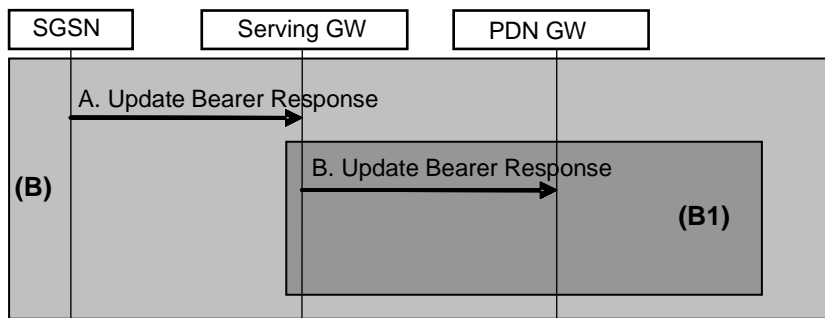 SGSN
Serving GW
PDN GW
A. Update Bearer Response
B. Update Bearer Response
(B)
(B1)